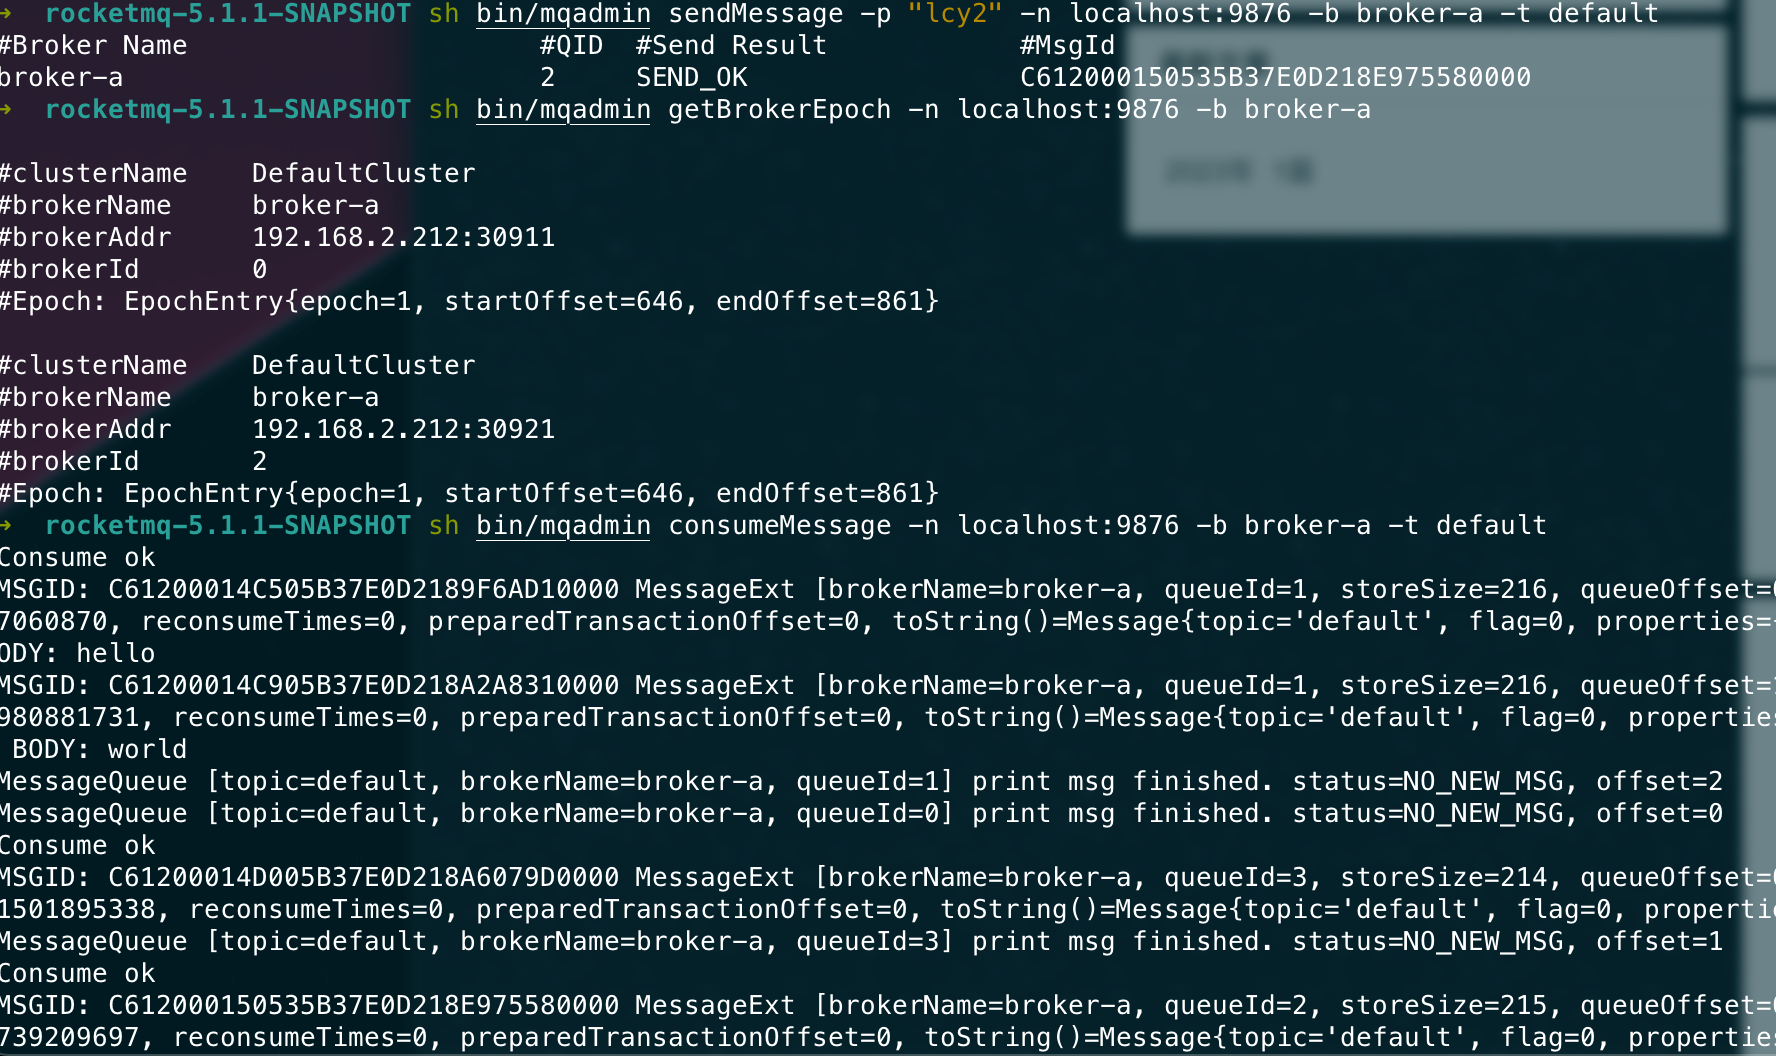 → rocketmq-5.1.1-SNAPSHOT sh bin/mqadmin sendMessage -p "lcy2" -n localhost:9876 -b broker-a -t default
#Broker Name #QID #Send Result #MsgId
broker-a 2 SEND_OK C612000150535B37E0D218E975580000
→ rocketmq-5.1.1-SNAPSHOT sh bin/mqadmin getBrokerEpoch -n localhost:9876 -b broker-a
#clusterName DefaultCluster
#brokerName broker-a
#brokerAddr 192.168.2.212:30911
#brokerId 0
#Epoch: EpochEntry{epoch=1, startOffset=646, endOffset=861}
#clusterName DefaultCluster
#brokerName broker-a
#brokerAddr 192.168.2.212:30921
#brokerId 2
#Epoch: EpochEntry{epoch=1, startOffset=646, endOffset=861}
→ rocketmq-5.1.1-SNAPSHOT sh bin/mqadmin consumeMessage -n localhost:9876 -b broker-a -t default
Consume ok
MSGID: C61200014C505B37E0D2189F6AD10000 MessageExt [brokerName=broker-a, queueId=1, storeSize=216, queueOffset=
7060870, reconsumeTimes=0, preparedTransactionOffset=0, toString()=Message{topic='default', flag=0, properties=
ODY: hello
MSGID: C61200014C905B37E0D218A2A8310000 MessageExt [brokerName=broker-a, queueId=1, storeSize=216, queueOffset=
980881731, reconsumeTimes=0, preparedTransactionOffset=0, toString()=Message{topic='default', flag=0, properties
BODY: world
MessageQueue [topic=default, brokerName=broker-a, queueId=1] print msg finished. status=NO_NEW_MSG, offset=2
MessageQueue [topic=default, brokerName=broker-a, queueId=0] print msg finished. status=NO_NEW_MSG, offset=0
Consume ok
MSGID: C61200014D005B37E0D218A6079D0000 MessageExt [brokerName=broker-a, queueId=3, storeSize=214, queueOffset=
1501895338, reconsumeTimes=0, preparedTransactionOffset=0, toString()=Message{topic='default', flag=0, properti
MessageQueue [topic=default, brokerName=broker-a, queueId=3] print msg finished. status=NO_NEW_MSG, offset=1
Consume ok
MSGID: C612000150535B37E0D218E975580000 MessageExt [brokerName=broker-a, queueId=2, storeSize=215, queueOffset=
739209697, reconsumeTimes=0, preparedTransactionOffset=0, toString()=Message{topic='default', flag=0, properties